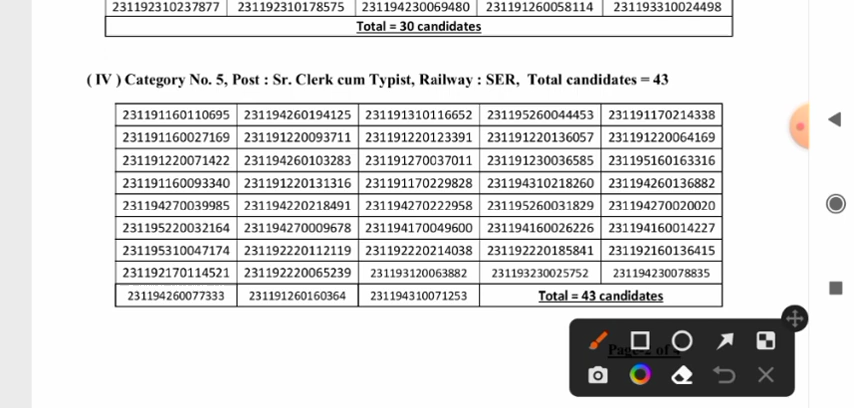 231192310237877 231192310178575 231194230069480 231191260058114 231193310024498
Total = 30 candidates
( IV ) Category No. 5, Post : Sr. Clerk cum Typist, Railway : SER, Total candidates = 43
231191160110695 231194260194125 231191310116652 231195260044453 231191170214338
231191160027169 231191220093711 231191220123391 231191220136057 231191220064169
231191220071422 231194260103283 231191270037011 231191230036585 231195160163316
231191160093340 231191220131316 231191170229828 231194310218260 231194260136882
231194270039985 231194220218491 231194270222958 231195260031829 231194270020020
231195220032164 231194270009678 231194170049600 231194160026226 231194160014227
231195310047174 231192220112119 231192220214038 231192220185841 231192160136415
231192170114521 231192220065239 231193120063882 231193230025752 231194230078835
231194260077333 231191260160364 231194310071253 Total = 43 candidates